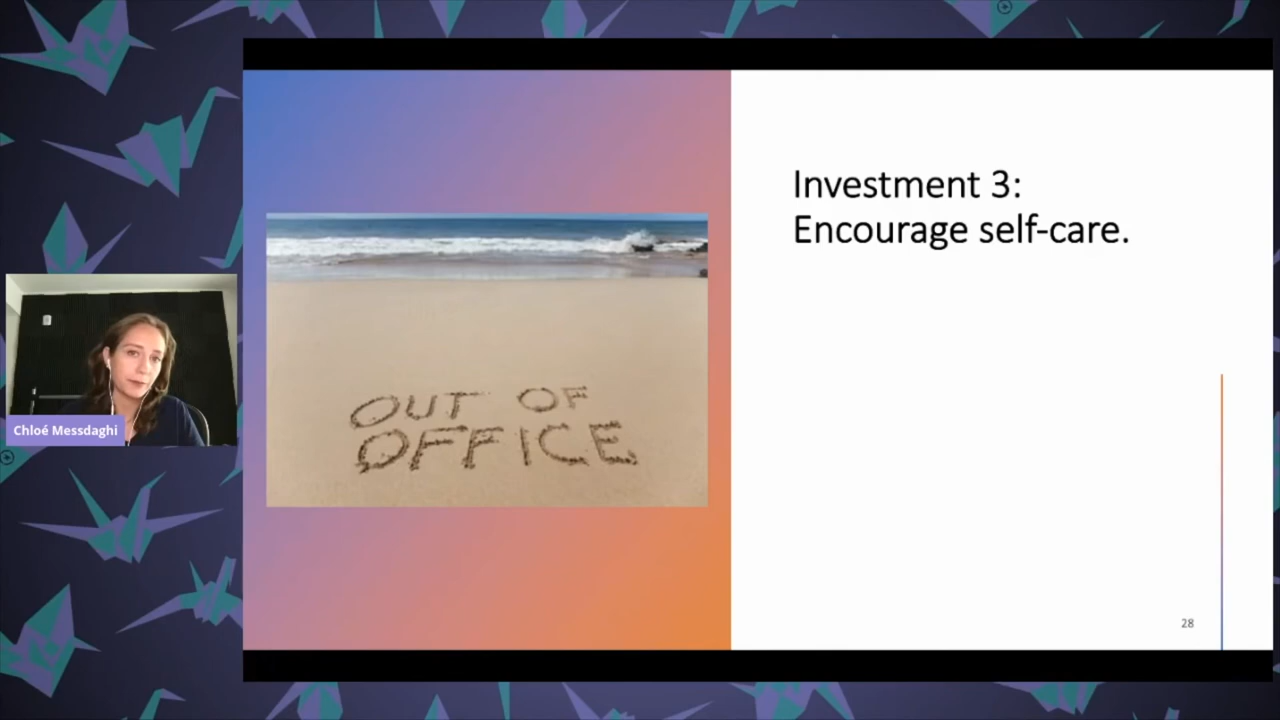 Investment 3:
Encourage self-care.
OUT OF
OFFICE
Chloé Messdaghi
28